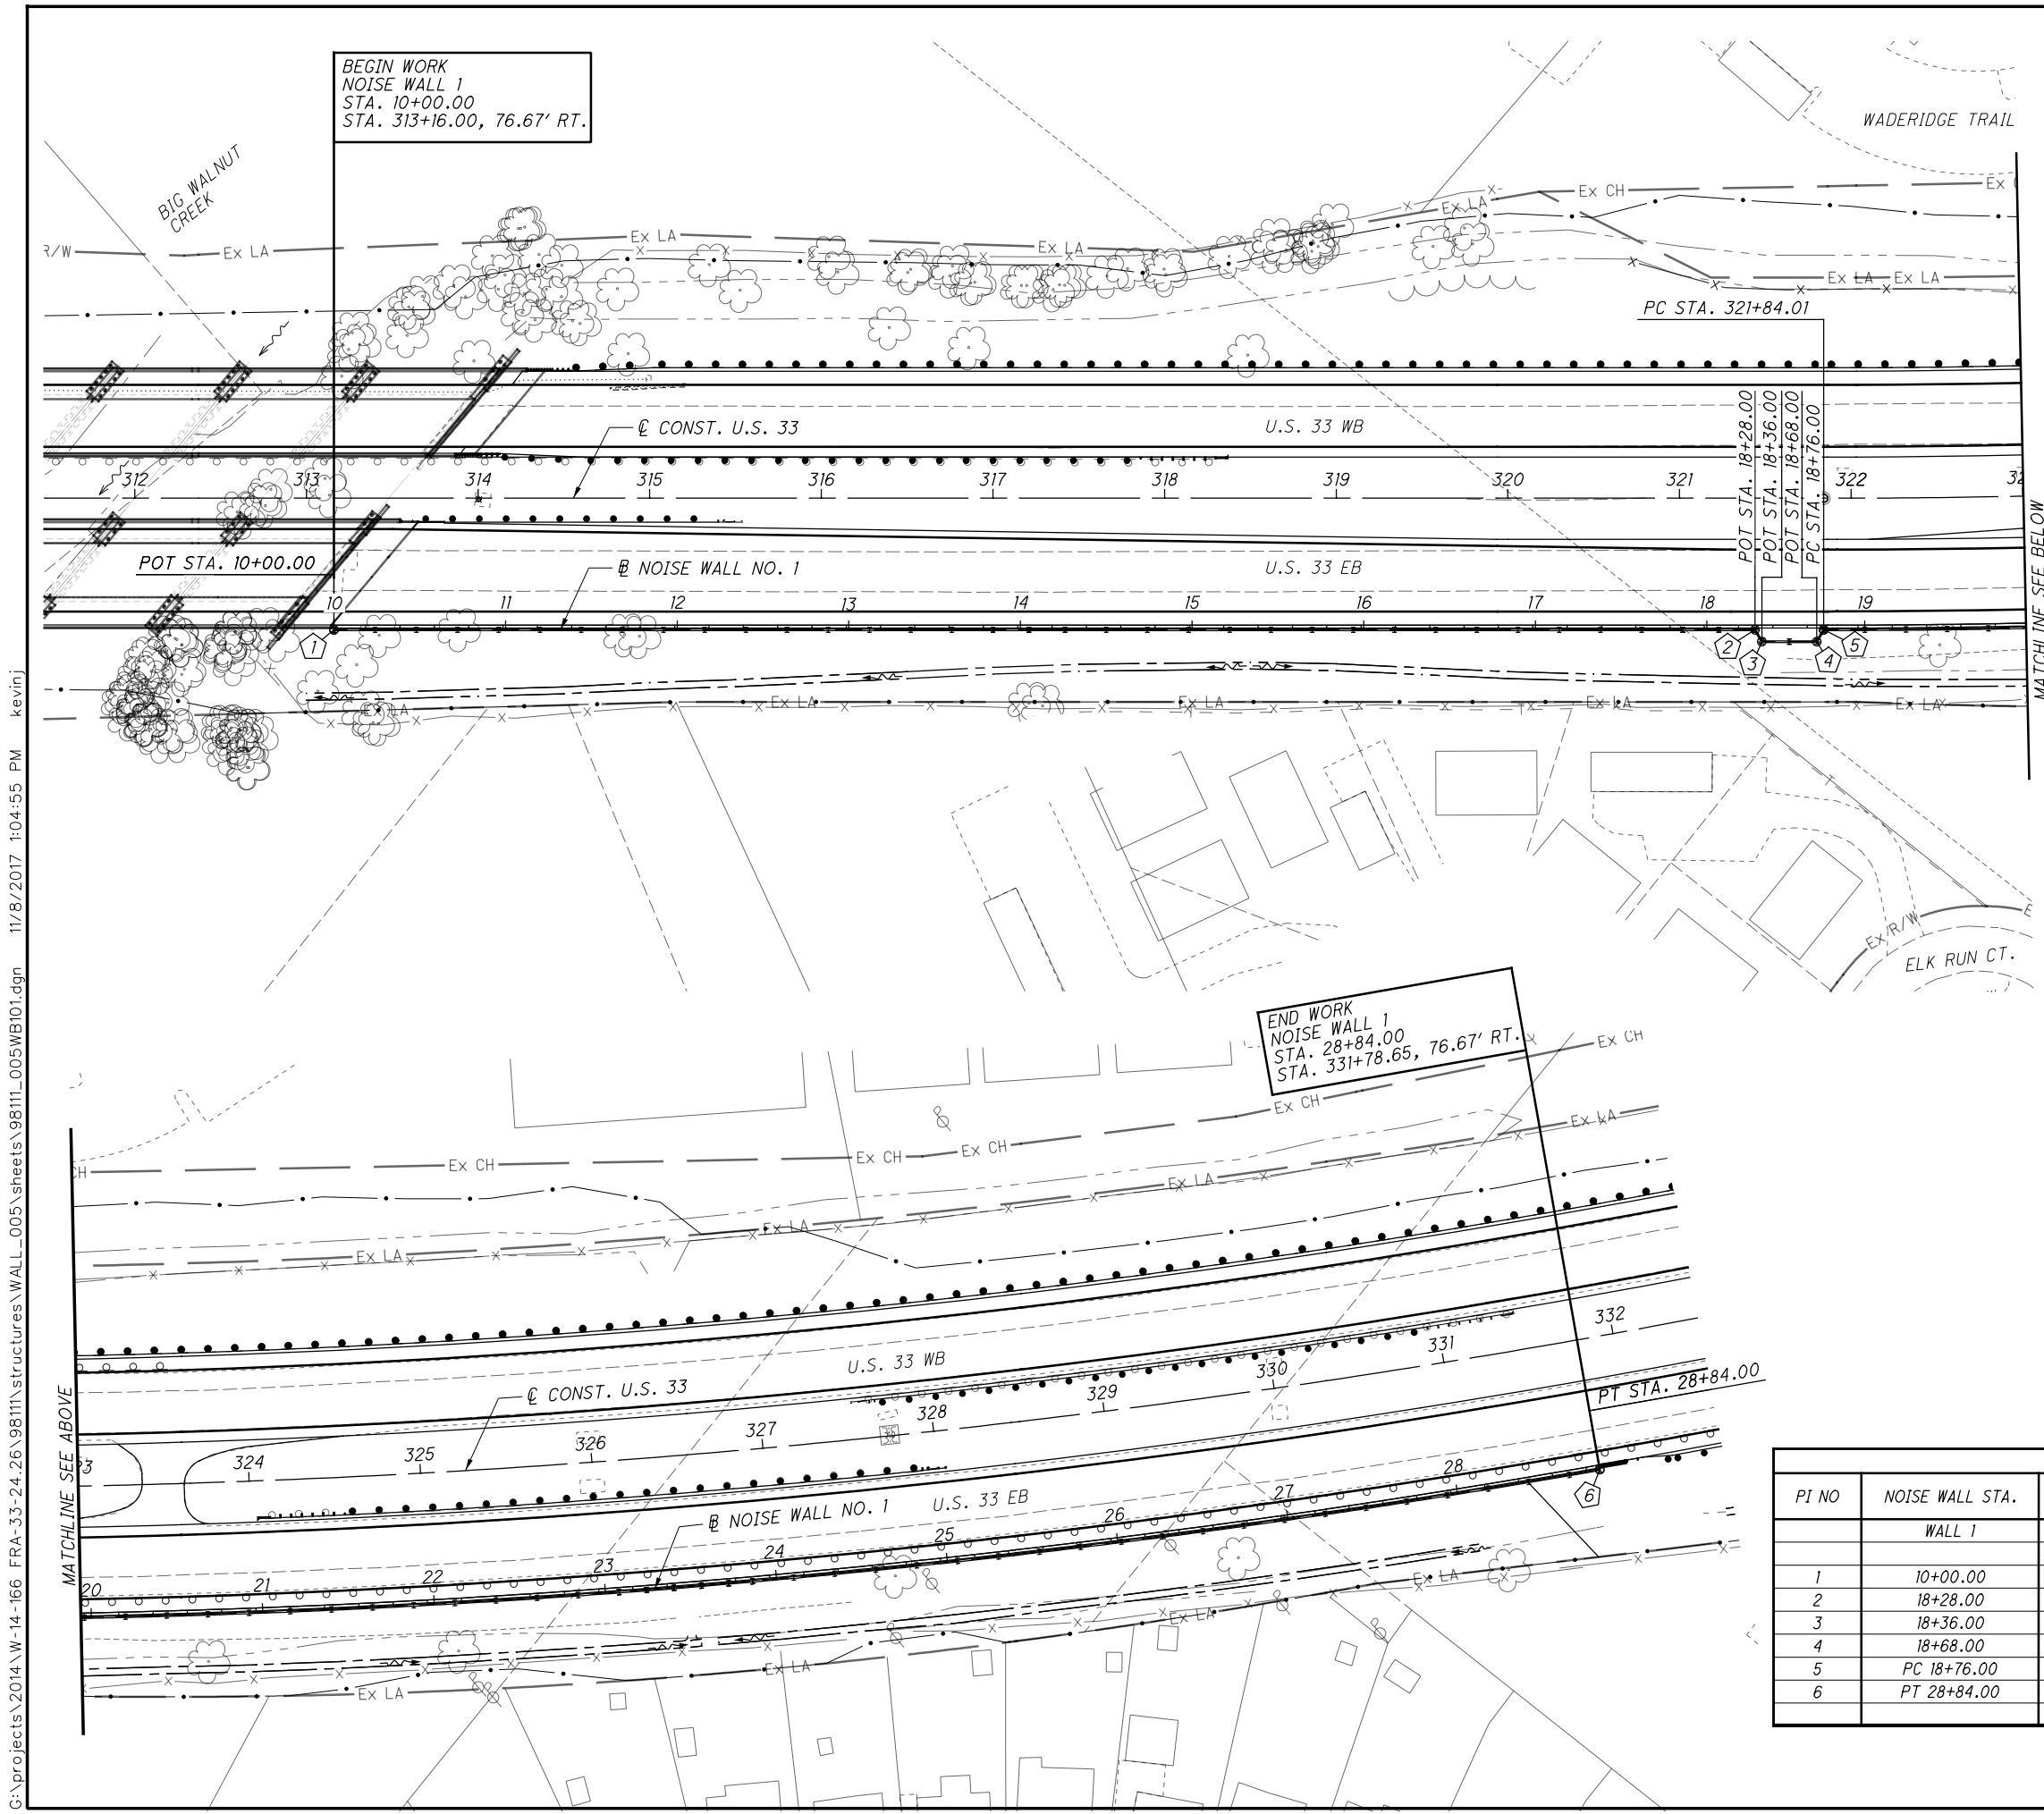 BEGIN WORK
NOISE WALL 1
STA. 10+00.00
STA. 313+16.00, 76.67' RT.
WADERIDGE TRAIL
BIG WALNUT
CREEK
R/W
Ex LA
Ex LA
Ex LA
Ex LA
Ex CH
Ex
Ex LA
Ex LA
PC STA. 321+84.01
POT STA. 18+28.00
POT STA. 18+36.00
POT STA. 18+68.00
PC STA. 18+76.00
℄ CONST. U.S. 33
U.S. 33 WB
312
313
314
315
316
317
318
319
320
321
322
32
POT STA. 10+00.00
BL NOISE WALL NO. 1
U.S. 33 EB
10
11
12
13
14
15
16
17
18
19
1
2
3
4
5
MATCHLINE SEE BELOW
Ex LA
Ex LA
Ex LA
Ex LA
Ex LA
Ex R/W
E
ELK RUN CT.
END WORK
NOISE WALL 1
STA. 28+84.00
STA. 331+78.65, 76.67' RT.
Ex CH
Ex CH
Ex CH
Ex CH
Ex CH
CH
Ex LA
Ex LA
Ex LA
Ex LA
U.S. 33 WB
℄ CONST. U.S. 33
3
324
325
326
327
328
329
330
331
332
PT STA. 28+84.00
BL NOISE WALL NO. 1
U.S. 33 EB
20
21
22
23
24
25
26
27
28
6
MATCHLINE SEE ABOVE
Ex LA
Ex LA
Ex LA
Ex LA
PI NO NOISE WALL STA.
WALL 1
1 10+00.00
2 18+28.00
3 18+36.00
4 18+68.00
5 PC 18+76.00
6 PT 28+84.00
G:\projects\2014\W-14-166 FRA-33-24.26\98111\structures\WALL_005\sheets\98111_005WB101.dgn 11/8/2017 1:04:55 PM kevinj